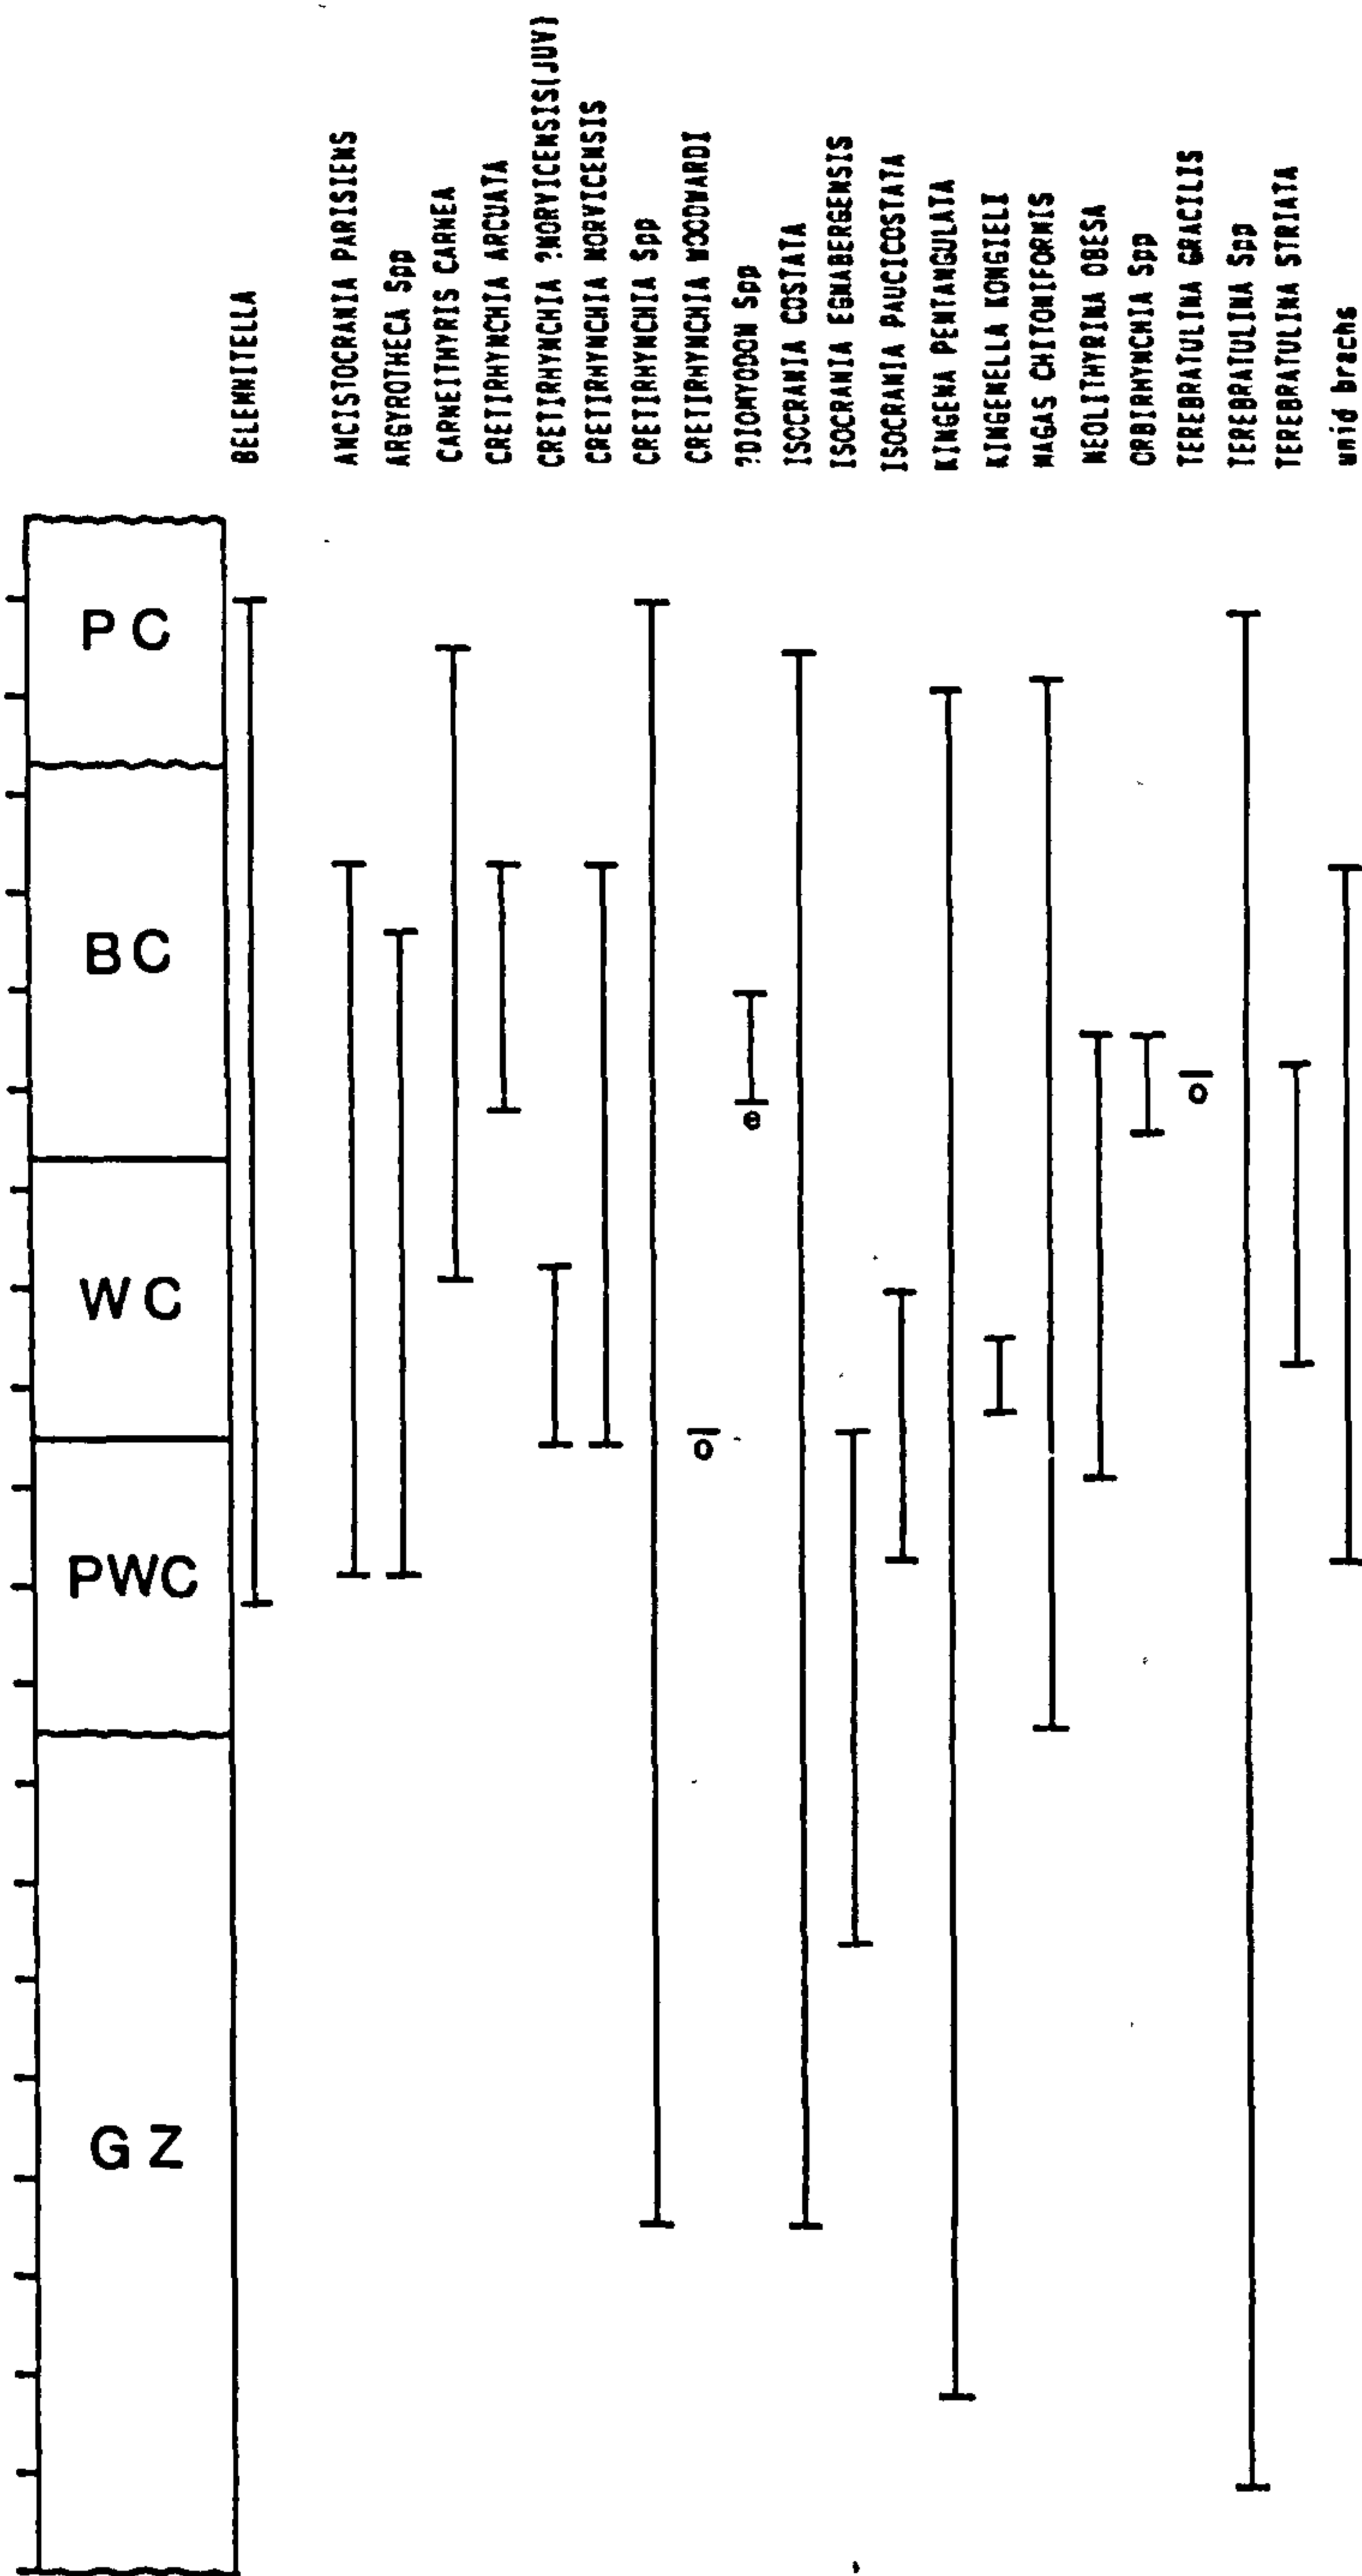 BELEMNITELLA
ANCISTOCRANIA PARISIENS
ARGYROTHECA Spp
CARNEITHYRIS CARNEA
CRETIRHYNCHIA ARCUATA
CRETIRHYNCHIA ?NORVICENSIS(JUV)
CRETIRHYNCHIA NORVICENSIS
CRETIRHYNCHIA Spp
CRETIRHYNCHIA WOODWARDI
?DIOMYODON Spp
ISOCRANIA COSTATA
ISOCRANIA EGNABERGENSIS
ISOCRANIA PAUCICOSTATA
KINGENA PENTANGULATA
KINGENELLA KONGIELI
MAGAS CHITONIFORMIS
NEOLITHYRINA OBESA
ORBIRHYNCHIA Spp
TEREBRATULINA GRACILIS
TEREBRATULINA Spp
TEREBRATULINA STRIATA
unid brachs
PC
BC
WC
PWC
GZ